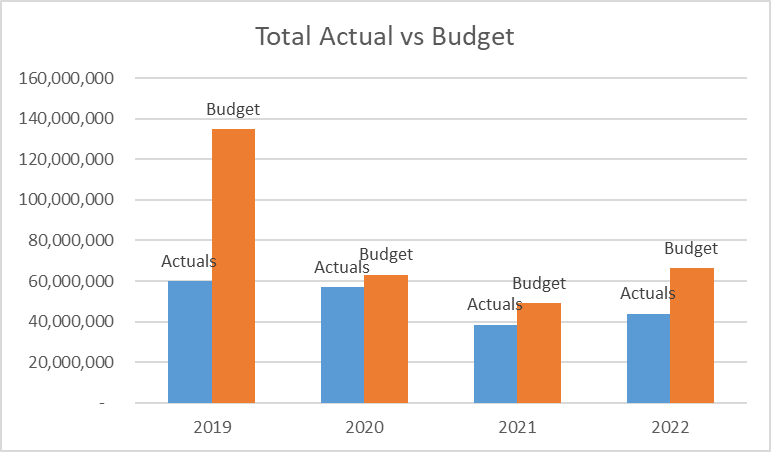 Total Actual vs Budget
160,000,000
140,000,000
120,000,000
100,000,000
80,000,000
60,000,000
40,000,000
20,000,000
-
Budget
Actuals
Actuals
Budget
Actuals
Budget
Actuals
Budget
2019
2020
2021
2022